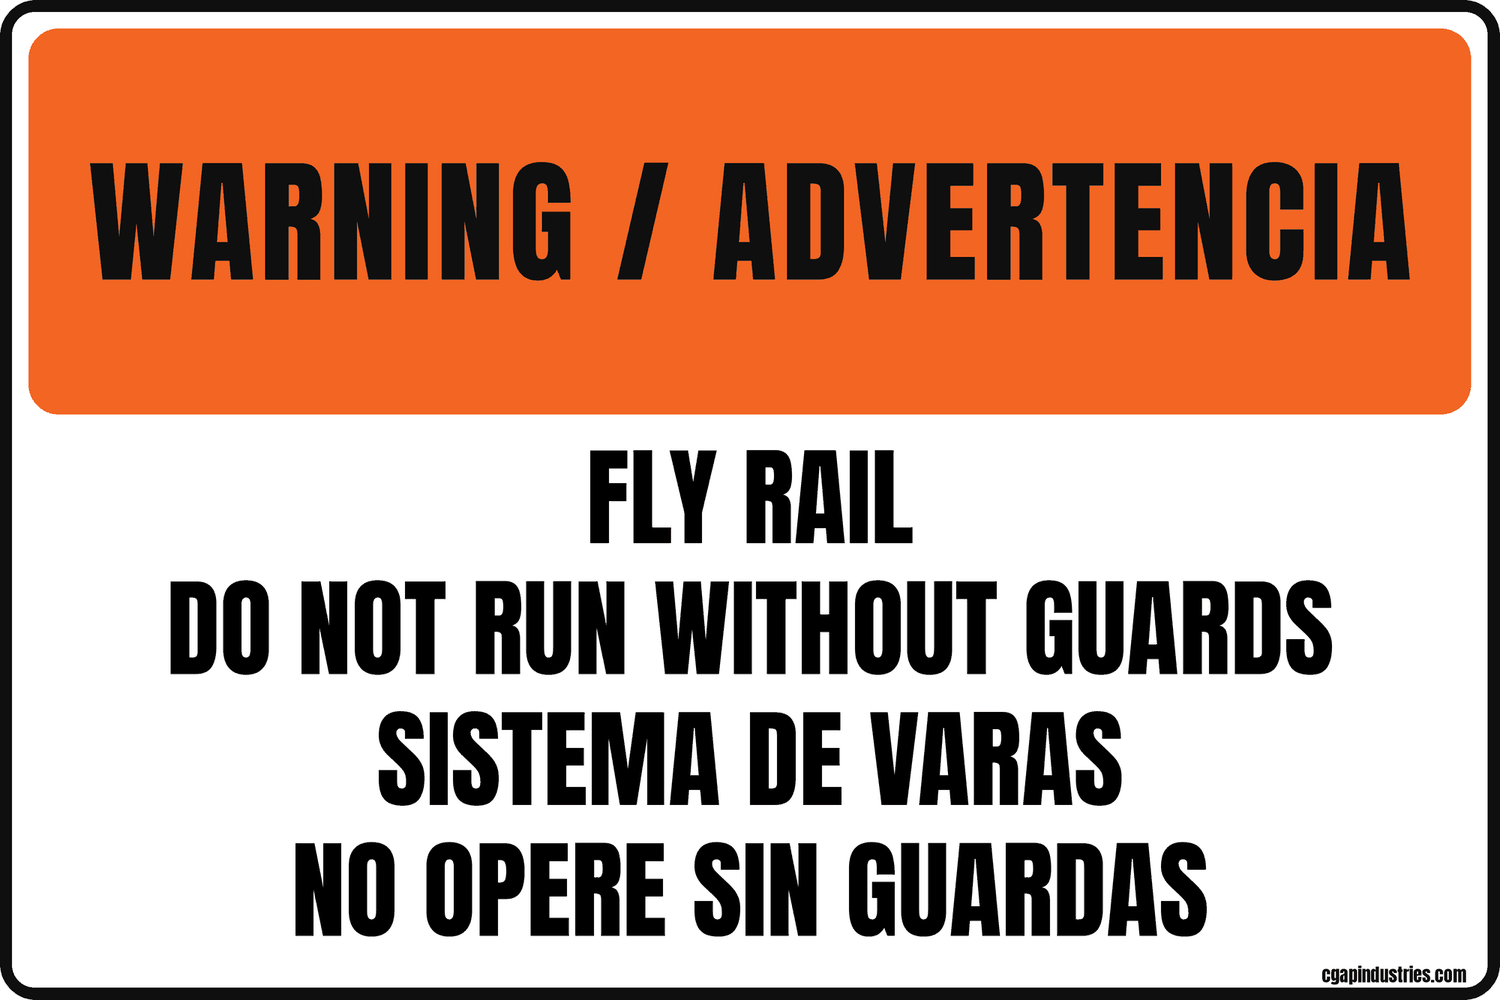 WARNING / ADVERTENCIA
FLY RAIL
DO NOT RUN WITHOUT GUARDS
SISTEMA DE VARAS
NO OPERE SIN GUARDAS
cgapindustries.com